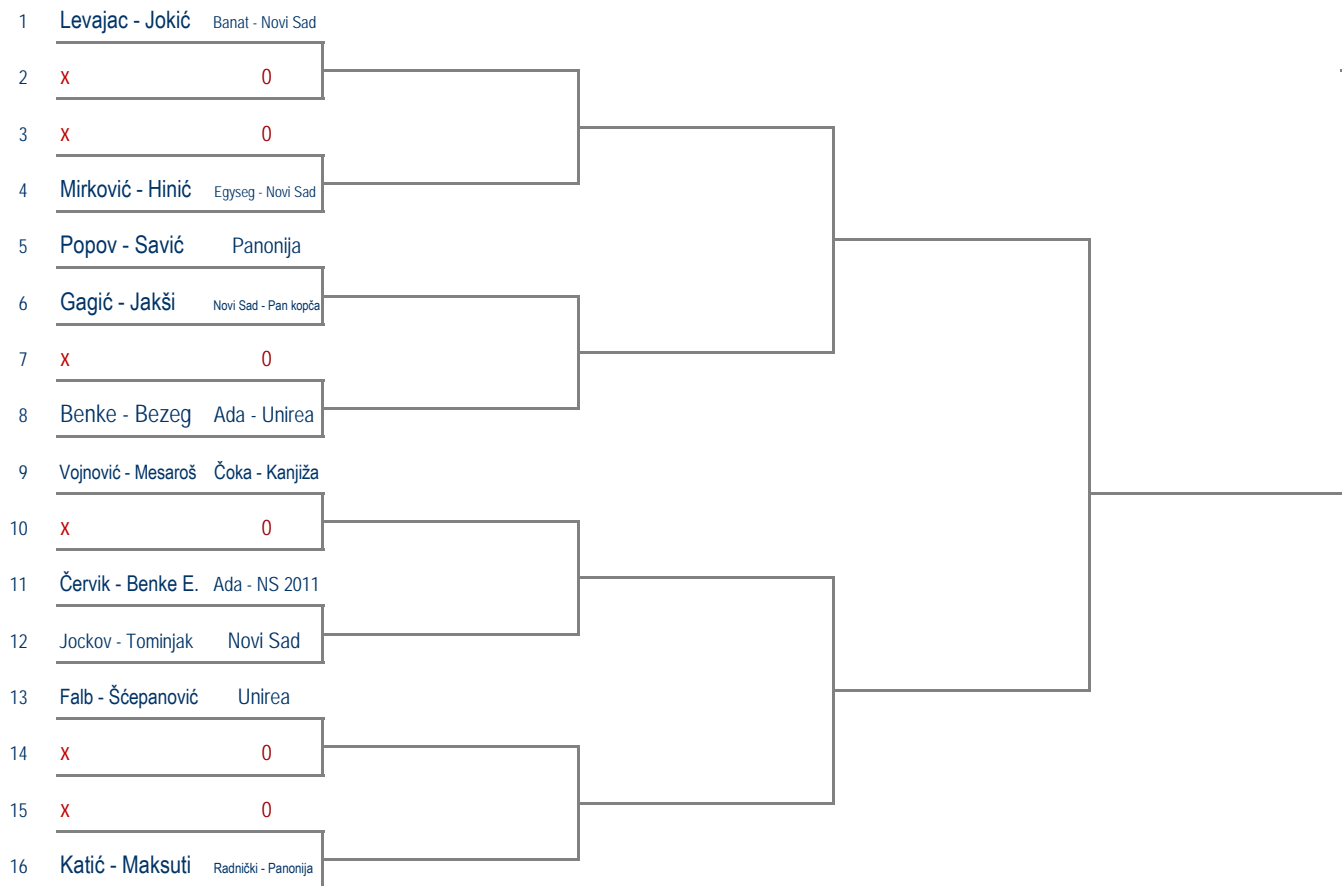 1 Levajac - Jokić Banat - Novi Sad
2 x 0
3 x 0
4 Mirković - Hinić Egyseg - Novi Sad
5 Popov - Savić Panonija
6 Gagić - Jakši Novi Sad - Pan kopča
7 x 0
8 Benke - Bezeg Ada - Unirea
9 Vojnović - Mesaroš Čoka - Kanjiža
10 x 0
11 Červik - Benke E. Ada - NS 2011
12 Jockov - Tominjak Novi Sad
13 Falb - Šćepanović Unirea
14 x 0
15 x 0
16 Katić - Maksuti Radnički - Panonija